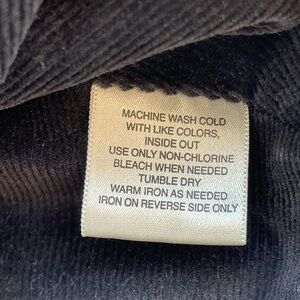 MACHINE WASH COLD
WITH LIKE COLORS,
INSIDE OUT
USE ONLY NON-CHLORINE
BLEACH WHEN NEEDED
TUMBLE DRY
WARM IRON AS NEEDED
IRON ON REVERSE SIDE ONLY